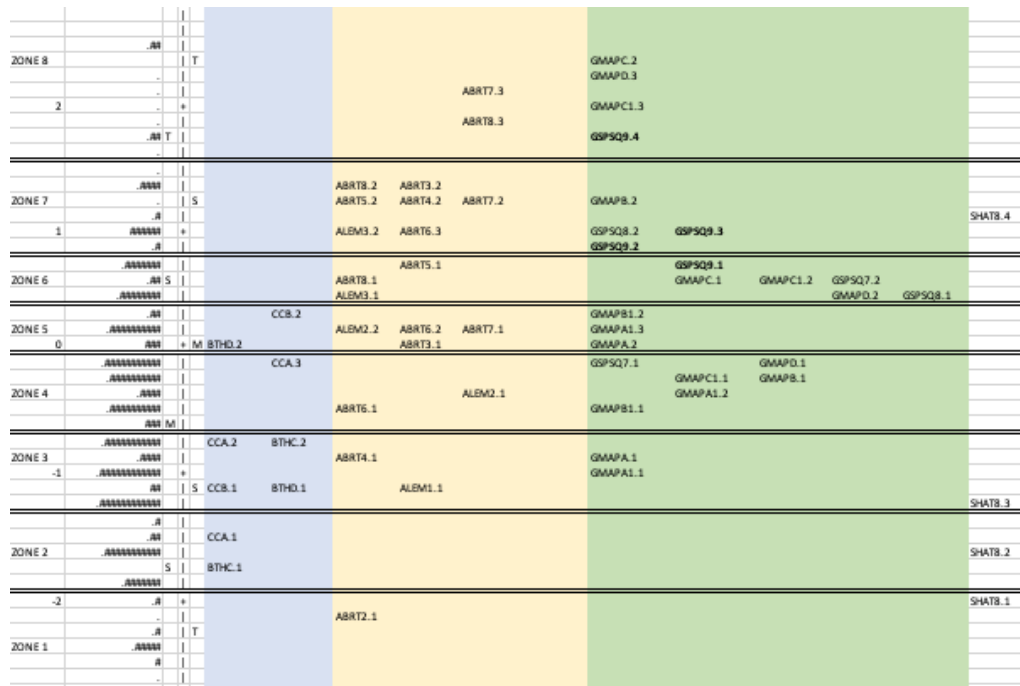 |
|
.## |
ZONE 8 | T GMAPC.2
. | GMAPD.3
. | ABRT7.3
2 . + GMAPC1.3
. | ABRT8.3
.## T | GSPSQ9.4
. |
. |
.#### | ABRT8.2 ABRT3.2
ZONE 7 . | S ABRT5.2 ABRT4.2 ABRT7.2 GMAPB.2
.# | SHAT8.4
1 ###### + ALEM3.2 ABRT6.3 GSPSQ8.2 GSPSQ9.3
.# | GSPSQ9.2
.####### | ABRT5.1 GSPSQ9.1
ZONE 6 .## S | ABRT8.1 GMAPC.1 GMAPC1.2 GSPSQ7.2
.######## | ALEM3.1 GMAPD.2 GSPSQ8.1
.## | CCB.2 GMAPB1.2
ZONE 5 .########## | ALEM2.2 ABRT6.2 ABRT7.1 GMAPA1.3
0 ### + M BTHD.2 ABRT3.1 GMAPA.2
.########### | CCA.3 GSPSQ7.1 GMAPD.1
.########## | GMAPC1.1 GMAPB.1
ZONE 4 .#### | ALEM2.1 GMAPA1.2
.########## | ABRT6.1 GMAPB1.1
### M |
.########### | CCA.2 BTHC.2
ZONE 3 .#### | ABRT4.1 GMAPA.1
-1 .############ + GMAPA1.1
## | S CCB.1 BTHD.1 ALEM1.1
.############ | SHAT8.3
.# |
.## | CCA.1
ZONE 2 .########### | SHAT8.2
S | BTHC.1
.####### |
-2 .# + SHAT8.1
. | ABRT2.1
.# | T
ZONE 1 .##### |
# |
. |